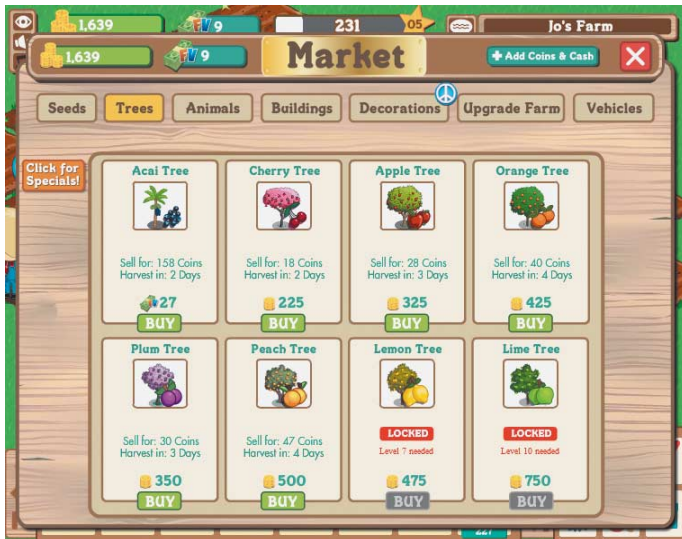 1,639
FV 9
231
05
Jo's Farm
1,639
FV 9
Market
+ Add Coins & Cash
Seeds
Trees
Animals
Buildings
Decorations
Upgrade Farm
Vehicles
Click for
Specials!
Acai Tree
Sell for: 158 Coins
Harvest in: 2 Days
27
BUY
Cherry Tree
Sell for: 18 Coins
Harvest in: 2 Days
225
BUY
Apple Tree
Sell for: 28 Coins
Harvest in: 3 Days
325
BUY
Orange Tree
Sell for: 40 Coins
Harvest in: 4 Days
425
BUY
Plum Tree
Sell for: 30 Coins
Harvest in: 3 Days
350
BUY
Peach Tree
Sell for: 47 Coins
Harvest in: 4 Days
500
BUY
Lemon Tree
LOCKED
Level 7 needed
475
BUY
Lime Tree
LOCKED
Level 10 needed
750
BUY
227